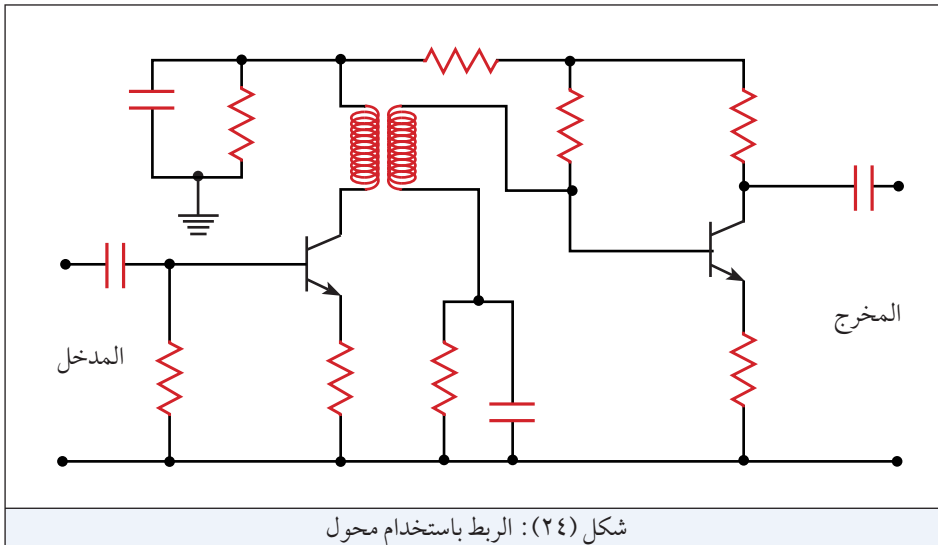 المخرج
المدخل
شكل (٢٤): الربط باستخدام محول